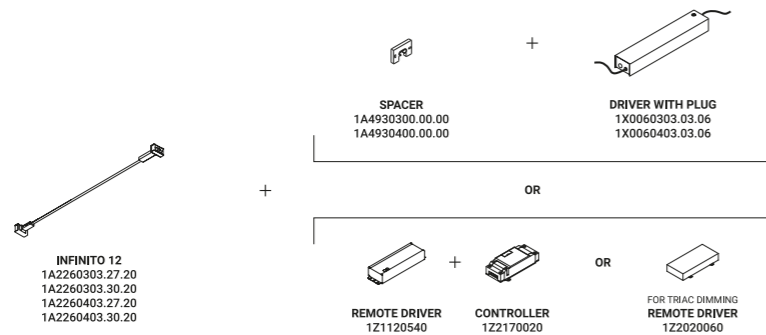 +
SPACER
1A4930300.00.00
1A4930400.00.00
DRIVER WITH PLUG
1X0060303.03.06
1X0060403.03.06
+
OR
INFINITO 12
1A2260303.27.20
1A2260303.30.20
1A2260403.27.20
1A2260403.30.20
+
OR
REMOTE DRIVER
1Z1120540
CONTROLLER
1Z2170020
FOR TRIAC DIMMING
REMOTE DRIVER
1Z2020060